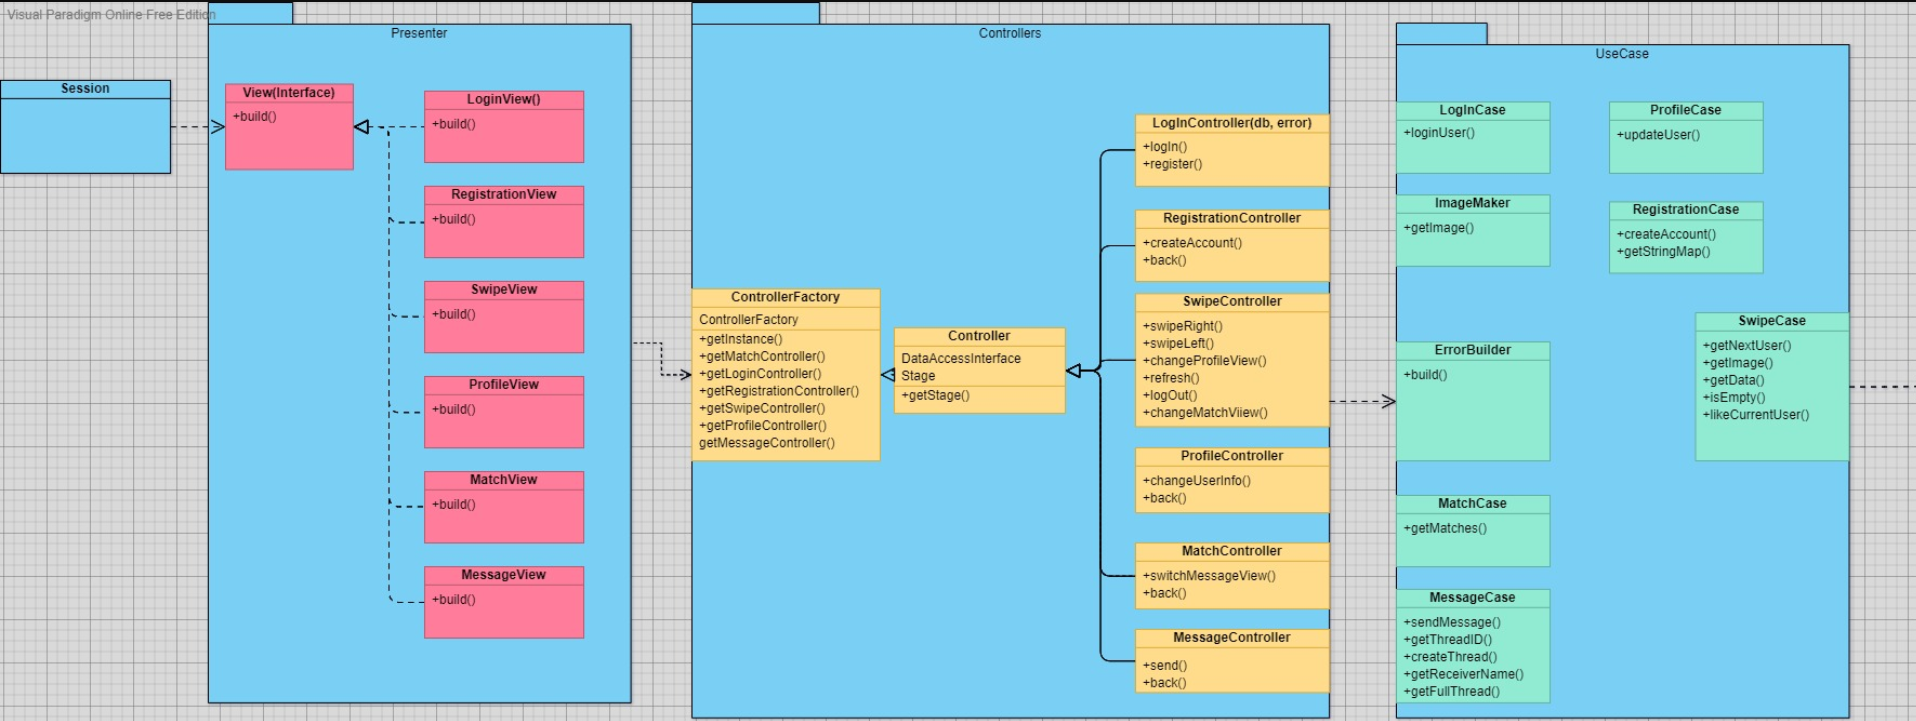 Visual Paradigm Online Free Edition
Session
Presenter
View(Interface)
+build()
LoginView()
+build()
RegistrationView
+build()
SwipeView
+build()
ProfileView
+build()
MatchView
+build()
MessageView
+build()
Controllers
ControllerFactory
ControllerFactory
+getInstance()
+getMatchController()
+getLoginController()
+getRegistrationController()
+getSwipeController()
+getProfileController()
getMessageController()
Controller
DataAccessInterface
Stage
+getStage()
LogInController(db, error)
+logIn()
+register()
RegistrationController
+createAccount()
+back()
SwipeController
+swipeRight()
+swipeLeft()
+changeProfileView()
+refresh()
+logOut()
+changeMatchViiew()
ProfileController
+changeUserInfo()
+back()
MatchController
+switchMessageView()
+back()
MessageController
+send()
+back()
UseCase
LogInCase
+loginUser()
ProfileCase
+updateUser()
ImageMaker
+getImage()
RegistrationCase
+createAccount()
+getStringMap()
SwipeCase
+getNextUser()
+getImage()
+getData()
+isEmpty()
+likeCurrentUser()
ErrorBuilder
+build()
MatchCase
+getMatches()
MessageCase
+sendMessage()
+getThreadID()
+createThread()
+getReceiverName()
+getFullThread()